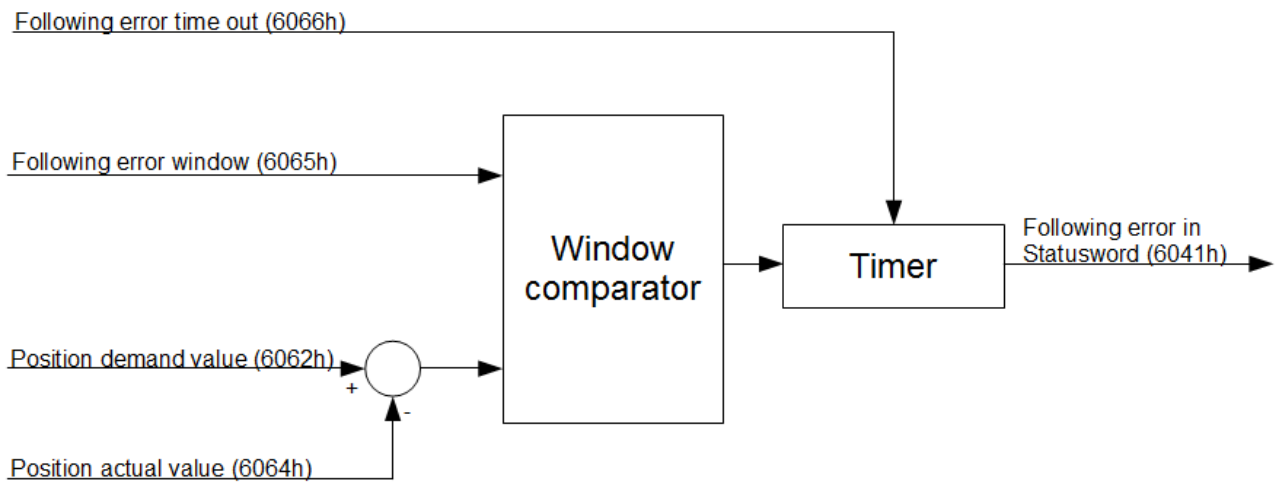 Following error time out (6066h)
Following error window (6065h)
Window
comparator
Timer
Following error in
Statusword (6041h)
Position demand value (6062h)
+
-
Position actual value (6064h)